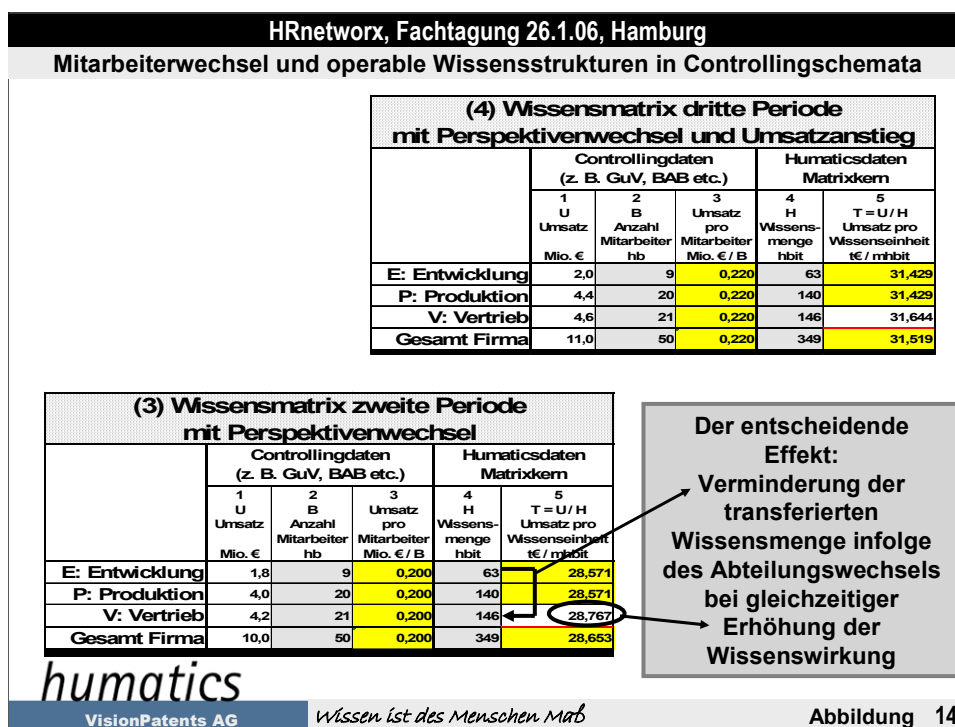 HRnetworx, Fachtagung 26.1.06, Hamburg
Mitarbeiterwechsel und operable Wissensstrukturen in Controllingschemata
(4) Wissensmatrix dritte Periode
mit Perspektivenwechsel und Umsatzanstieg
Controllingdaten Humaticsdaten
(z. B. GuV, BAB etc.) Matrixkern
1 2 3 4 5
U B Umsatz H T = U / H
Umsatz Anzahl pro Wissens- Umsatz pro
Mitarbeiter Mitarbeiter menge Wissenseinheit
Mio. € hb Mio. € / B hbit t€ / mhbit
E: Entwicklung 2,0 9 0,220 63 31,429
P: Produktion 4,4 20 0,220 140 31,429
V: Vertrieb 4,6 21 0,220 146 31,644
Gesamt Firma 11,0 50 0,220 349 31,519
(3) Wissensmatrix zweite Periode
mit Perspektivenwechsel
Controllingdaten Humaticsdaten
(z. B. GuV, BAB etc.) Matrixkern
1 2 3 4 5
U B Umsatz H T = U / H
Umsatz Anzahl pro Wissens- Umsatz pro
Mitarbeiter Mitarbeiter menge Wissenseinheit
Mio. € hb Mio. € / B hbit t€ / mhbit
E: Entwicklung 1,8 9 0,200 63 28,571
P: Produktion 4,0 20 0,200 140 28,571
V: Vertrieb 4,2 21 0,200 146 28,767
Gesamt Firma 10,0 50 0,200 349 28,653
Der entscheidende
Effekt:
Verminderung der
transferierten
Wissensmenge infolge
des Abteilungswechsels
bei gleichzeitiger
Erhöhung der
Wissenswirkung
humatics
VisionPatents AG
Wissen ist des Menschen Maß
Abbildung 14